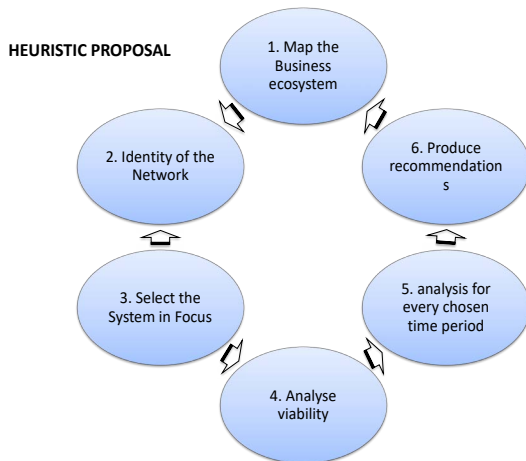 HEURISTIC PROPOSAL
1. Map the
Business
ecosystem
2. Identity of the
Network
3. Select the
System in Focus
4. Analyse
viability
5. analysis for
every chosen
time period
6. Produce
recommendation
s